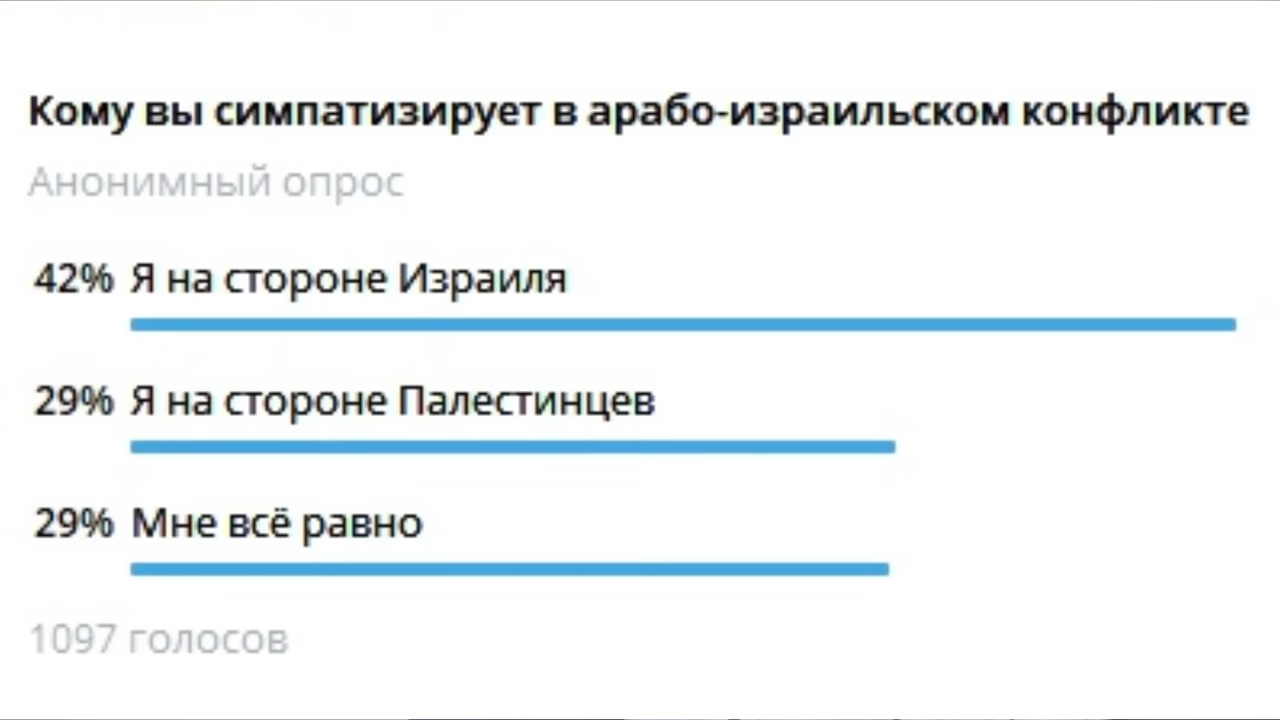 Кому вы симпатизирует в арабо-израильском конфликте
Анонимный опрос
42% Я на стороне Израиля
29% Я на стороне Палестинцев
29% Мне всё равно
1097 голосов